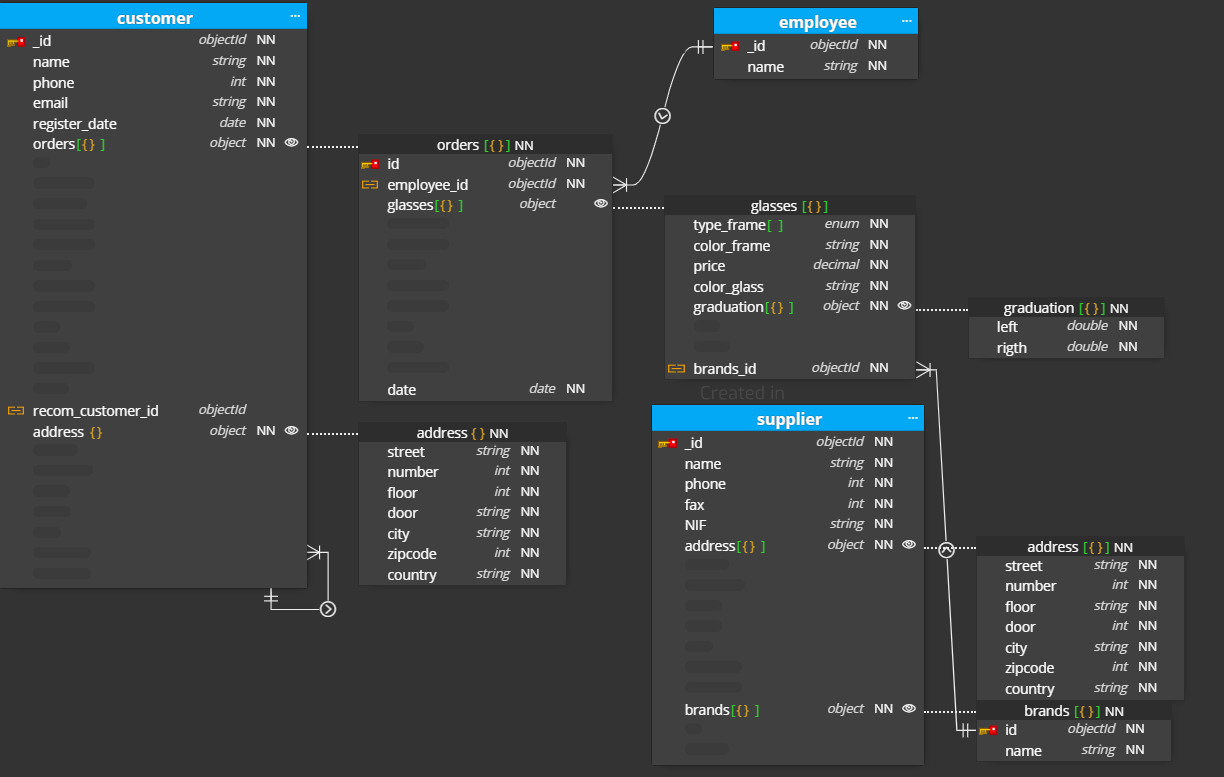 customer ...
_id objectId NN
name string NN
phone int NN
email string NN
register_date date NN
orders[{} ] object NN
recom_customer_id objectId
address {} object NN
employee ...
_id objectId NN
name string NN
orders [{}] NN
id objectId NN
employee_id objectId NN
glasses[{} ] object
date date NN
glasses [{}]
type_frame[ ] enum NN
color_frame string NN
price decimal NN
color_glass string NN
graduation[{} ] object NN
brands_id objectId NN
Created in
graduation [{}] NN
left double NN
rigth double NN
address {} NN
street string NN
number int NN
floor int NN
door string NN
city string NN
zipcode int NN
country string NN
supplier ...
_id objectId NN
name string NN
phone int NN
fax int NN
NIF string NN
address[{} ] object NN
brands[{} ] object NN
address [{}] NN
street string NN
number int NN
floor string NN
door int NN
city string NN
zipcode int NN
country string NN
brands [{}] NN
id objectId NN
name string NN